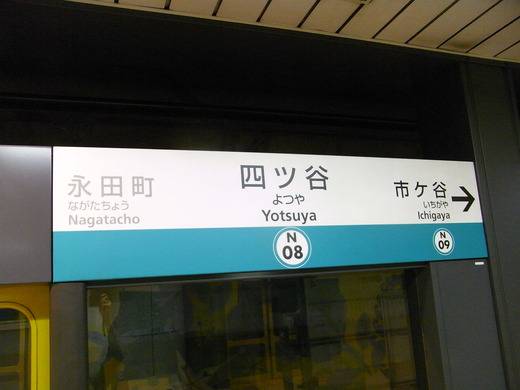 永田町
ながたちょう
Nagatacho
四ツ谷
よつや
Yotsuya
N
08
市ケ谷
いちがや
Ichigaya
N
09